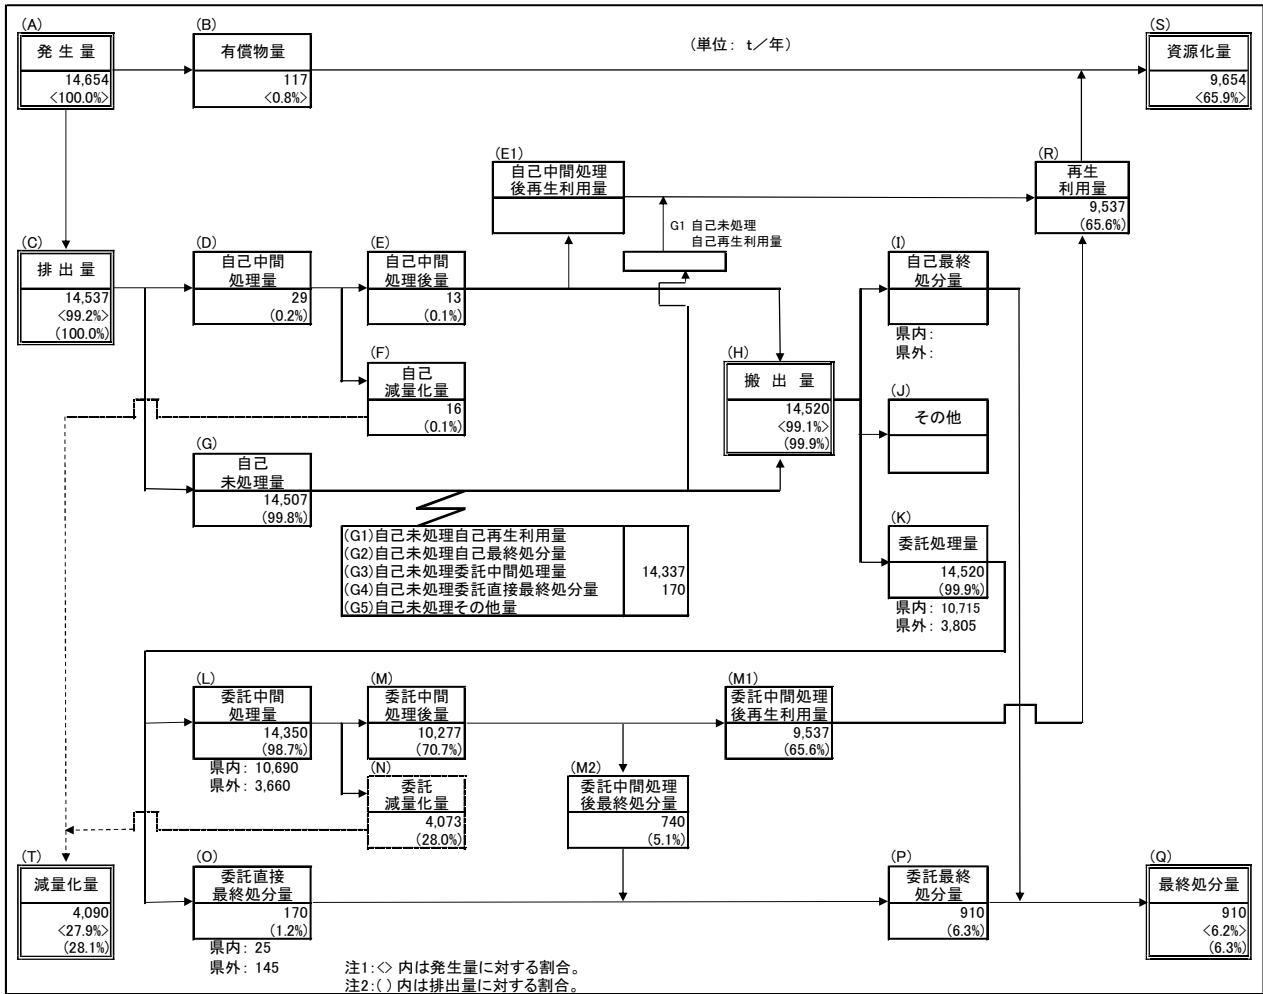 (A)
発 生 量
14,654
<100.0%>
(B)
有償物量
117
<0.8%>
(単位： t／年)
(S)
資源化量
9,654
<65.9%>
(E1)
自己中間処理
後再生利用量
(R)
再生
利用量
9,537
(65.6%)
G1 自己未処理
自己再生利用量
(C)
排 出 量
14,537
<99.2%>
(100.0%)
(D)
自己中間
処理量
29
(0.2%)
(E)
自己中間
処理後量
13
(0.1%)
(I)
自己最終
処分量
県内：
県外：
(F)
自己
減量化量
16
(0.1%)
(H)
搬 出 量
14,520
<99.1%>
(99.9%)
(J)
その他
(G)
自己
未処理量
14,507
(99.8%)
(G1)自己未処理自己再生利用量
(G2)自己未処理自己最終処分量
(G3)自己未処理委託中間処理量 14,337
(G4)自己未処理委託直接最終処分量 170
(G5)自己未処理その他量
(K)
委託処理量
14,520
(99.9%)
県内： 10,715
県外： 3,805
(L)
委託中間
処理量
14,350
(98.7%)
県内： 10,690
県外： 3,660
(M)
委託中間
処理後量
10,277
(70.7%)
(M1)
委託中間処理
後再生利用量
9,537
(65.6%)
(N)
委託
減量化量
4,073
(28.0%)
(M2)
委託中間処理
後最終処分量
740
(5.1%)
(T)
減量化量
4,090
<27.9%>
(28.1%)
(O)
委託直接
最終処分量
170
(1.2%)
県内： 25
県外： 145
(P)
委託最終
処分量
910
(6.3%)
(Q)
最終処分量
910
<6.2%>
(6.3%)
注1：<> 内は発生量に対する割合。
注2：( ) 内は排出量に対する割合。